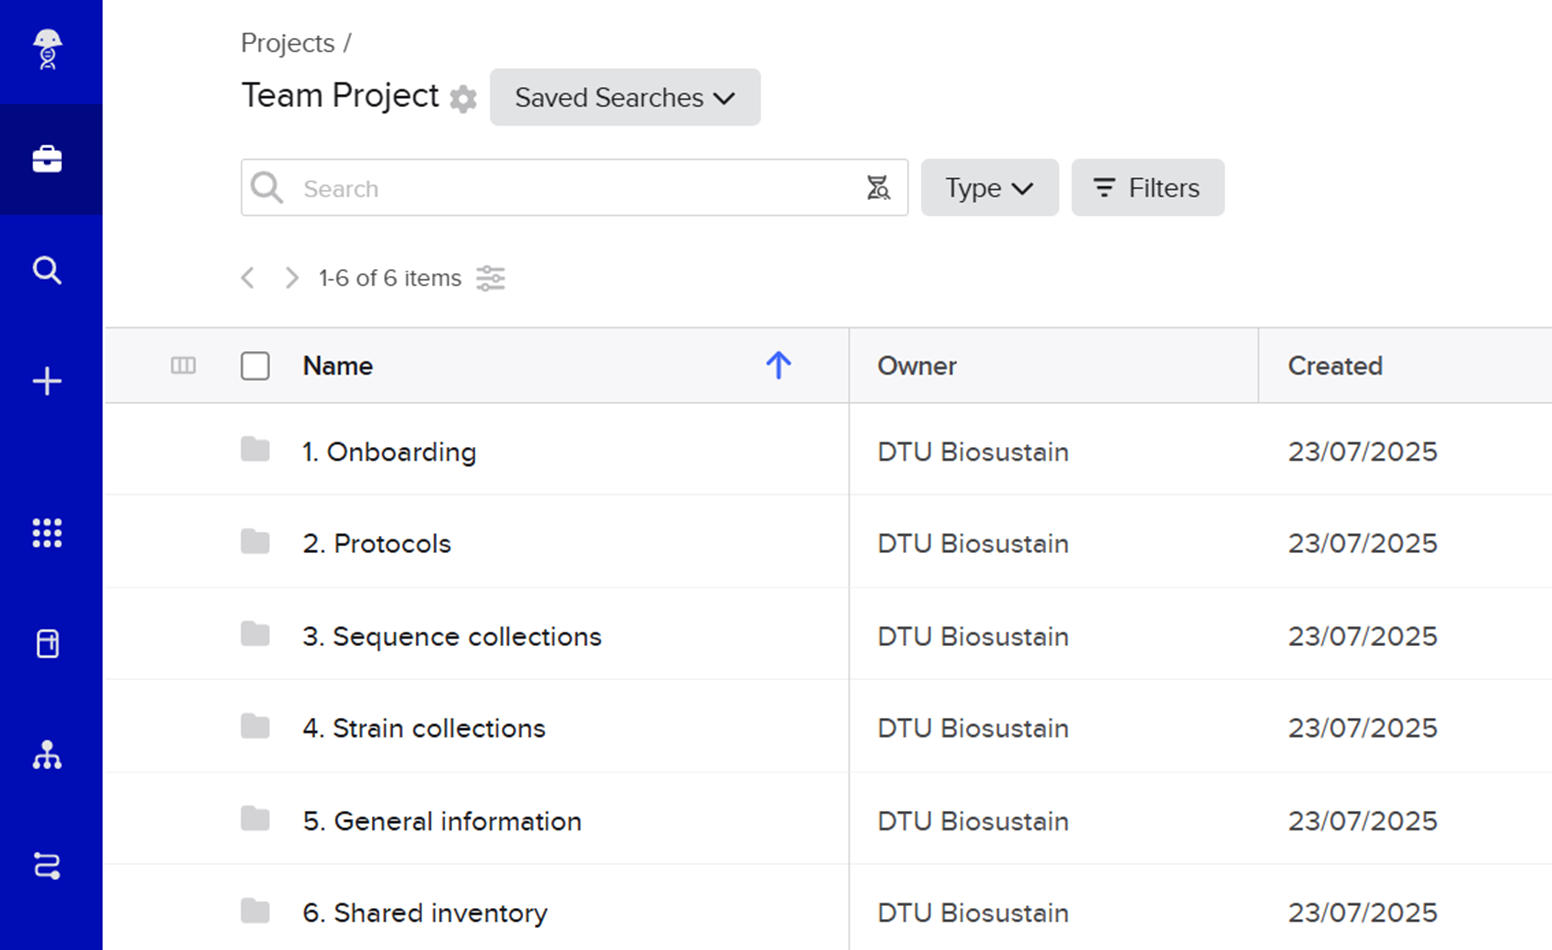 Projects /
Team Project Saved Searches
Search Type Filters
1-6 of 6 items
Name Owner Created
1. Onboarding DTU Biosustain 23/07/2025
2. Protocols DTU Biosustain 23/07/2025
3. Sequence collections DTU Biosustain 23/07/2025
4. Strain collections DTU Biosustain 23/07/2025
5. General information DTU Biosustain 23/07/2025
6. Shared inventory DTU Biosustain 23/07/2025